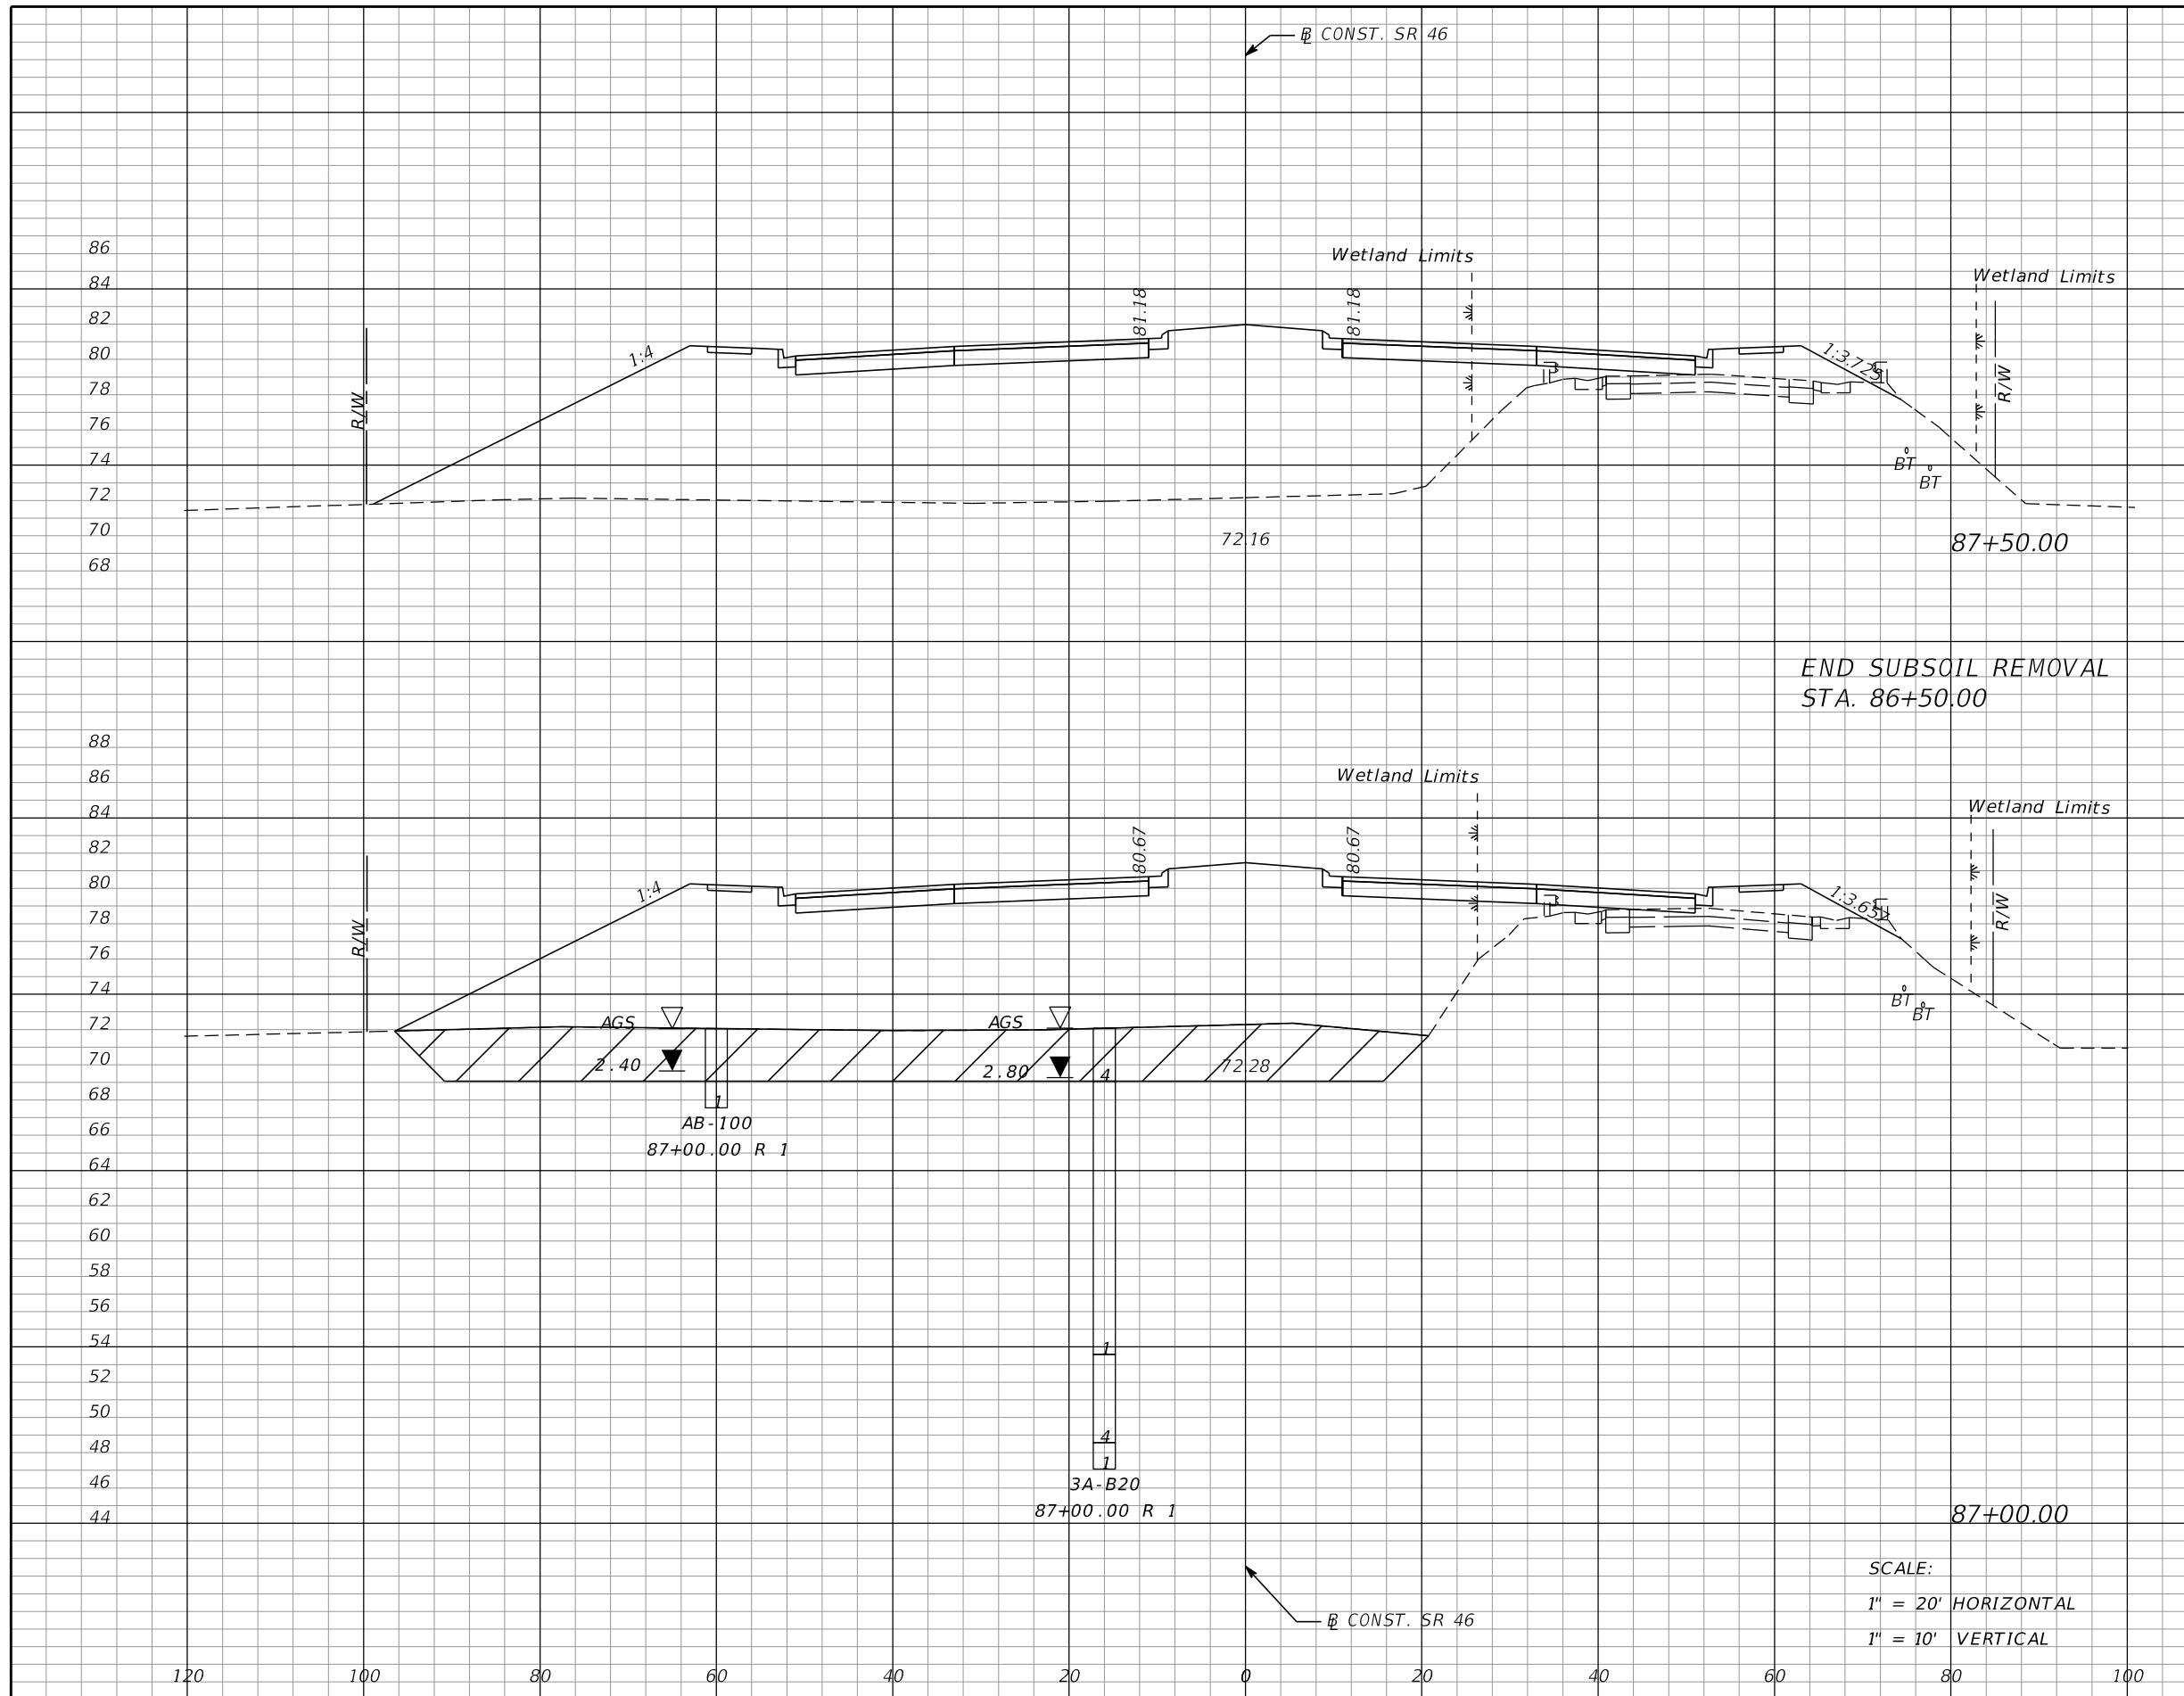 ℄ CONST. SR 46
86
84
82
80
78
76
74
72
70
68
R/W
1:4
81.18
81.18
Wetland Limits
Wetland Limits
1:3.725
R/W
BT
BT
72.16
87+50.00
END SUBSOIL REMOVAL
STA. 86+50.00
88
86
84
82
80
78
76
74
72
70
68
66
64
62
60
58
56
54
52
50
48
46
44
R/W
1:4
80.67
80.67
Wetland Limits
Wetland Limits
R/W
BT
BT
AGS
2.40
AGS
2.80
72.28
4
1
AB-100
87+00.00 R 1
1
4
1
3A-B20
87+00.00 R 1
87+00.00
SCALE:
1" = 20' HORIZONTAL
1" = 10' VERTICAL
℄ CONST. SR 46
120 100 80 60 40 20 0 20 40 60 80 100